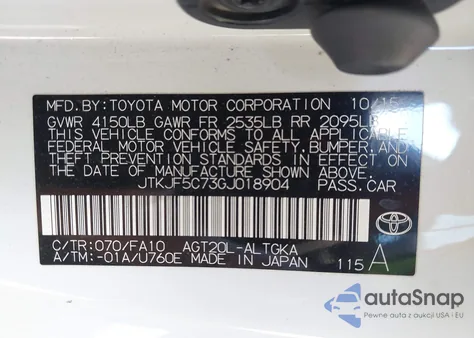 MFD.BY:TOYOTA MOTOR CORPORATION 10/15
GVWR 4150LB GAWR FR 2535LB RR 2095LB
THIS VEHICLE CONFORMS TO ALL APPLICABLE
FEDERAL MOTOR VEHICLE SAFETY,BUMPER,AND
THEFT PREVENTION STANDARDS IN EFFECT ON
THE DATE OF MANUFACTURE SHOWN ABOVE.
JTKJF5C73GJ018904 PASS.CAR
C/TR:070/FA10 AGT20L-ALTGKA
A/TM:-01A/U760E MADE IN JAPAN 115 A
autoSnap
Pewne auta z USA i EU